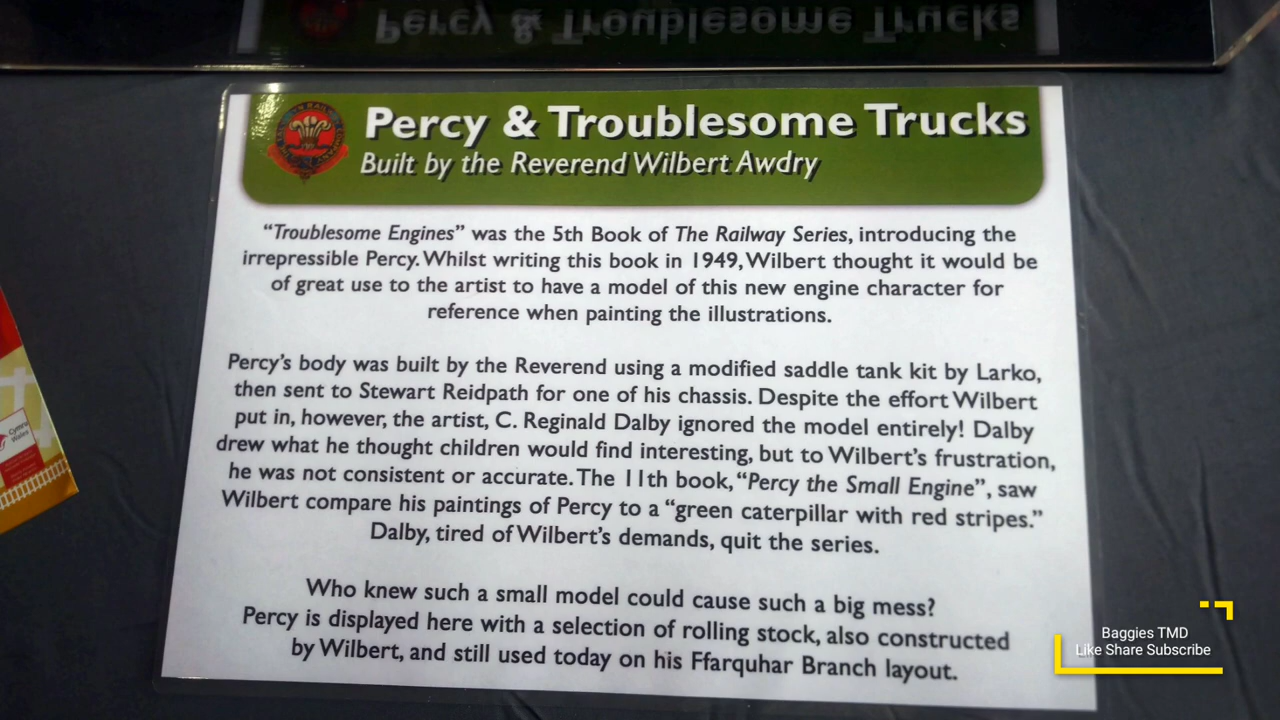 Percy & Troublesome Trucks
Percy & Troublesome Trucks
Built by the Reverend Wilbert Awdry
“Troublesome Engines” was the 5th Book of The Railway Series, introducing the
irrepressible Percy. Whilst writing this book in 1949, Wilbert thought it would be
of great use to the artist to have a model of this new engine character for
reference when painting the illustrations.
Percy’s body was built by the Reverend using a modified saddle tank kit by Larko,
then sent to Stewart Reidpath for one of his chassis. Despite the effort Wilbert
put in, however, the artist, C. Reginald Dalby ignored the model entirely! Dalby
drew what he thought children would find interesting, but to Wilbert’s frustration,
he was not consistent or accurate. The 11th book, “Percy the Small Engine”, saw
Wilbert compare his paintings of Percy to a “green caterpillar with red stripes.”
Dalby, tired of Wilbert’s demands, quit the series.
Who knew such a small model could cause such a big mess?
Percy is displayed here with a selection of rolling stock, also constructed
by Wilbert, and still used today on his Ffarquhar Branch layout.
Cymru
Wales
Baggies TMD
Like Share Subscribe